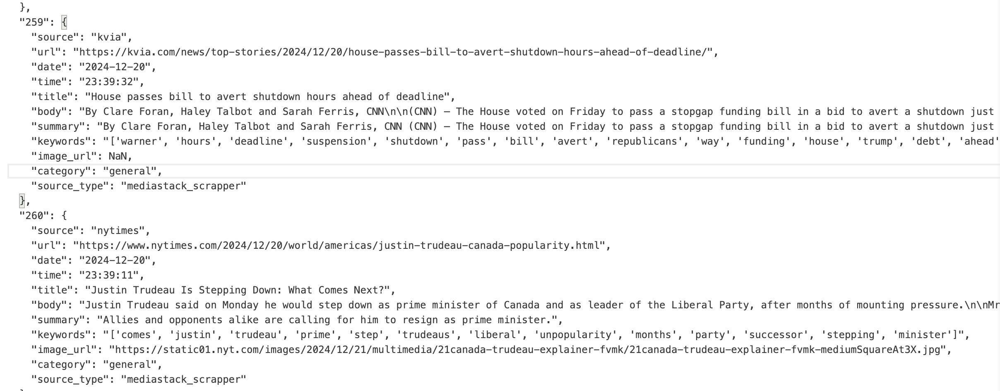 },
"259": {
"source": "kvia",
"url": "https://kvia.com/news/top-stories/2024/12/20/house-passes-bill-to-avert-shutdown-hours-ahead-of-deadline/",
"date": "2024-12-20",
"time": "23:39:32",
"title": "House passes bill to avert shutdown hours ahead of deadline",
"body": "By Clare Foran, Haley Talbot and Sarah Ferris, CNN\n\n(CNN) — The House voted on Friday to pass a stopgap funding bill in a bid to avert a shutdown just
"summary": "By Clare Foran, Haley Talbot and Sarah Ferris, CNN (CNN) — The House voted on Friday to pass a stopgap funding bill in a bid to avert a shutdown just
"keywords": "['warner', 'hours', 'deadline', 'suspension', 'shutdown', 'pass', 'bill', 'avert', 'republicans', 'way', 'funding', 'house', 'trump', 'debt', 'ahead'
"image_url": NaN,
"category": "general",
"source_type": "mediastack_scrapper"
},
"260": {
"source": "nytimes",
"url": "https://www.nytimes.com/2024/12/20/world/americas/justin-trudeau-canada-popularity.html",
"date": "2024-12-20",
"time": "23:39:11",
"title": "Justin Trudeau Is Stepping Down: What Comes Next?",
"body": "Justin Trudeau said on Monday he would step down as prime minister of Canada and as leader of the Liberal Party, after months of mounting pressure.\n\nMr
"summary": "Allies and opponents alike are calling for him to resign as prime minister.",
"keywords": "['comes', 'justin', 'trudeau', 'prime', 'step', 'trudeaus', 'liberal', 'unpopularity', 'months', 'party', 'successor', 'stepping', 'minister']",
"image_url": "https://static01.nyt.com/images/2024/12/21/multimedia/21canada-trudeau-explainer-fvmk/21canada-trudeau-explainer-fvmk-mediumSquareAt3X.jpg",
"category": "general",
"source_type": "mediastack_scrapper"